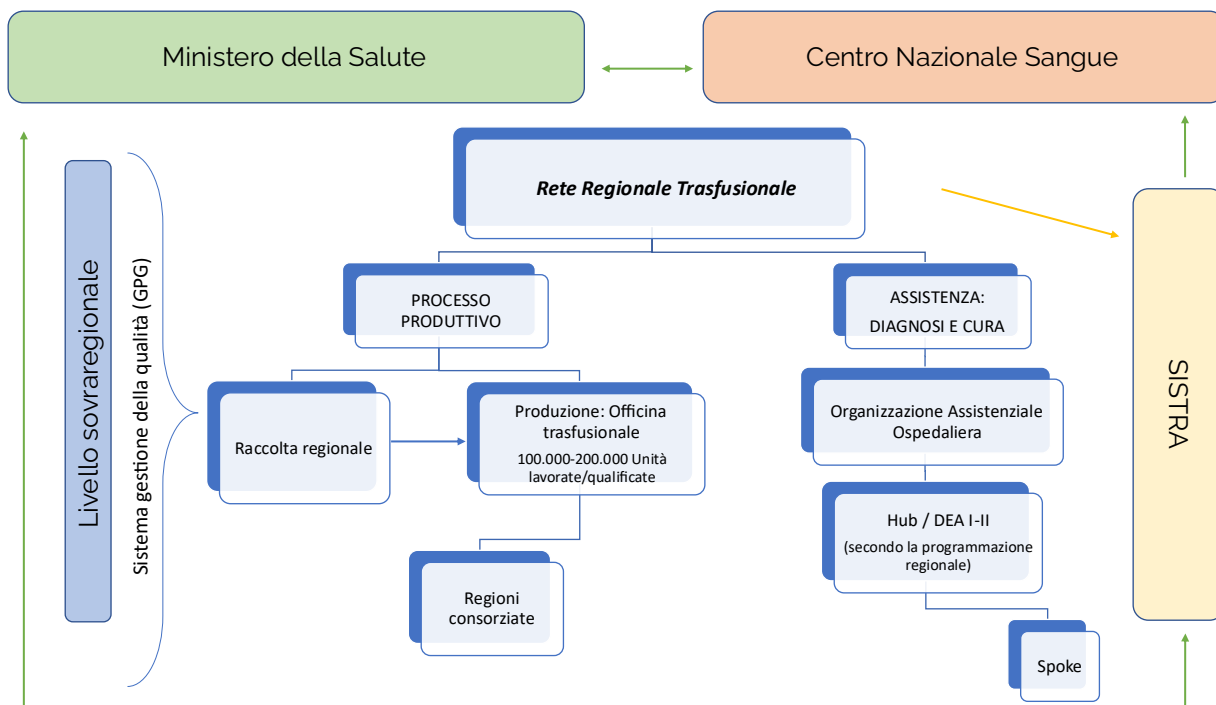 Ministero della Salute
Centro Nazionale Sangue
Livello sovraregionale
Sistema gestione della qualità (GPG)
Rete Regionale Trasfusionale
PROCESSO
PRODUTTIVO
ASSISTENZA:
DIAGNOSI E CURA
Raccolta regionale
Produzione: Officina
trasfusionale
100.000-200.000 Unità
lavorate/qualificate
Organizzazione Assistenziale
Ospedaliera
Regioni
consorziate
Hub / DEA I-II
(secondo la programmazione
regionale)
Spoke
SISTRA